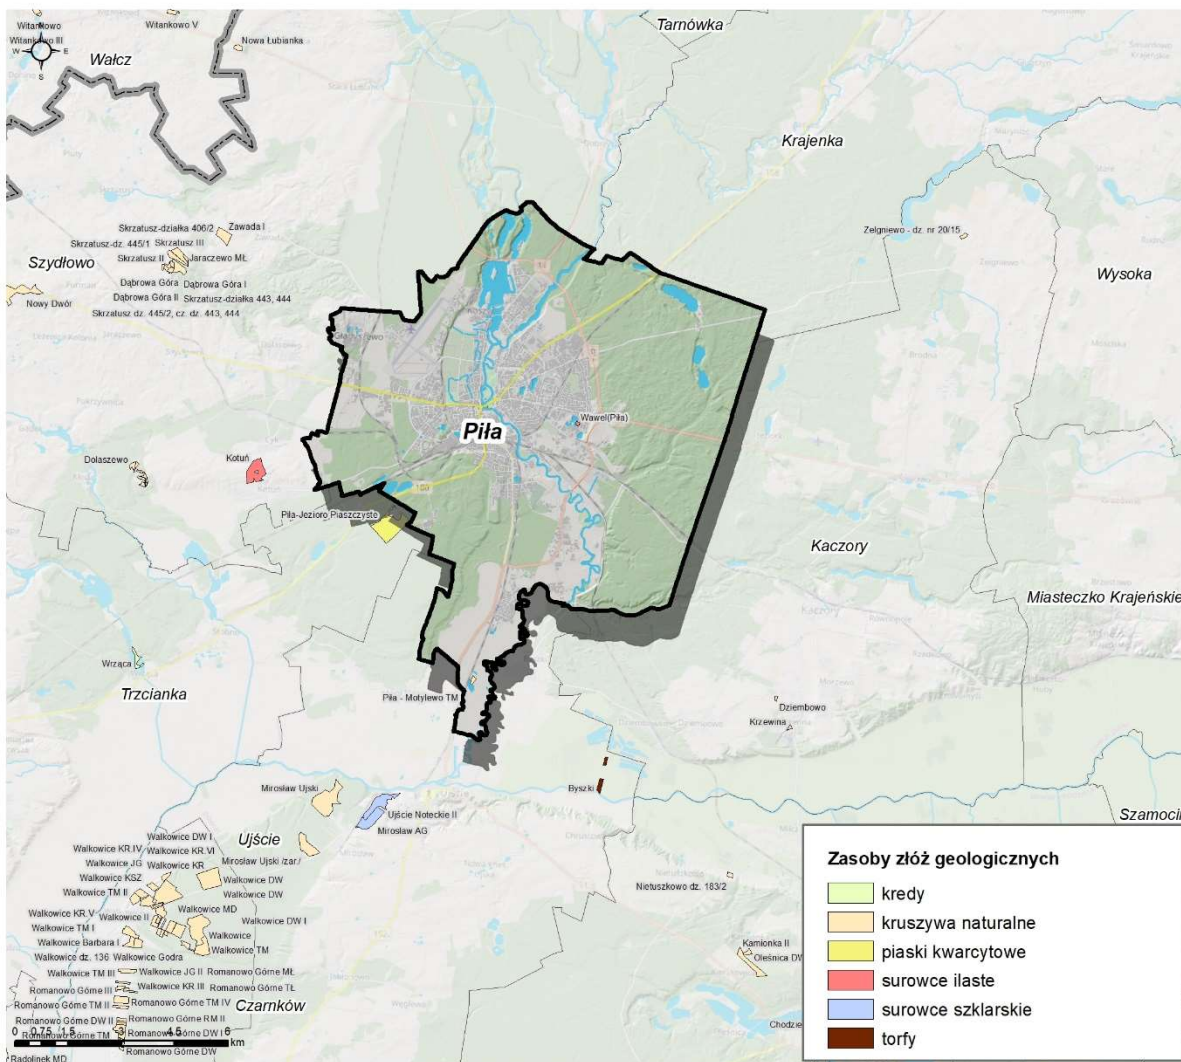 Witankowo
Witankowo V
Tarnówka
Witankowo III
N
W E
S
Nowa Łubianka
Wałcz
Krajenka
Skrzatusz-działka 406/2 Zawada I
Zelgniewo - dz. nr 20/15
Skrzatusz-dz. 445/1 Skrzatusz III
Szydłowo
Skrzatusz II Jaraczewo MŁ
Wysoka
Dąbrowa Góra Dąbrowa Góra I
Nowy Dwór
Dąbrowa Góra II Skrzatusz-działka 443, 444
Skrzatusz dz. 445/2, cz. dz. 443, 444
Wawel(Piła)
Piła
Dolaszewo
Kotuń
Piła-Jezioro Piaszczyste
Kaczory
Miasteczko Krajeńskie
Wrząca
Trzcianka
Piła - Motylewo TM
Dziembowo
Krzewina
Byszki
Mirosław Ujski
Ujście Noteckie II
Mirosław AG
Szamocin
Walkowice DW I
Ujście
Walkowice KR.IV
Walkowice KR.VI
Walkowice JG
Walkowice KR
Mirosław Ujski /zar./
Walkowice KSZ
Walkowice DW
Walkowice TM II
Walkowice DW
Walkowice KR.V
Walkowice MD
Walkowice II
Walkowice DW I
Walkowice TM I
Walkowice
Walkowice Barbara I
Walkowice TM
Walkowice dz. 136 Walkowice Godra
Walkowice TM III
Walkowice JG II Romanowo Górne MŁ
Romanowo Górne III
Walkowice KR III Romanowo Górne TŁ
Romanowo Górne TM II
Romanowo Górne TM IV
Czarnków
Romanowo Górne DW II
Romanowo Górne RM II
Romanowo Górne TM
Romanowo Górne DW I
Radolinek MD
Romanowo Górne DW
0 0.75 1.5 3 4.5 6
km
Nietuszkowo dz. 183/2
Kamionka II
Oleśnica DW
Zasoby złóż geologicznych
kredy
kruszywa naturalne
piaski kwarcytowe
surowce ilaste
surowce szklarskie
torfy